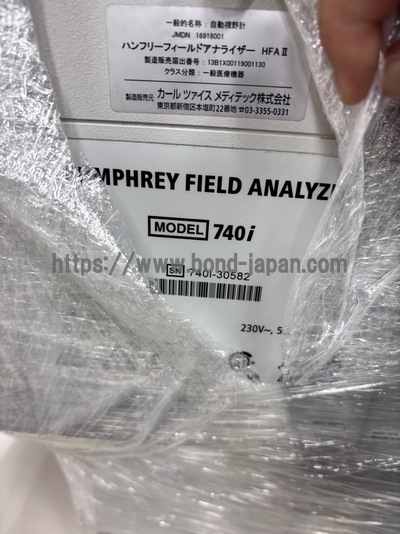 一般的名称：自動視野計
JMDN 16918001
ハンフリーフィールドアナライザー HFAⅡ
製造販売届出番号：13B1X00119001130
クラス分類：一般医療機器
製造販売元 カール ツァイス メディテック株式会社
東京都新宿区本塩町22番地 ☎03-3355-0331
UMPHREY FIELD ANALYZE
MODEL 740i
https://www.bond-japan.com
SN 740I-30582
230V~, 5